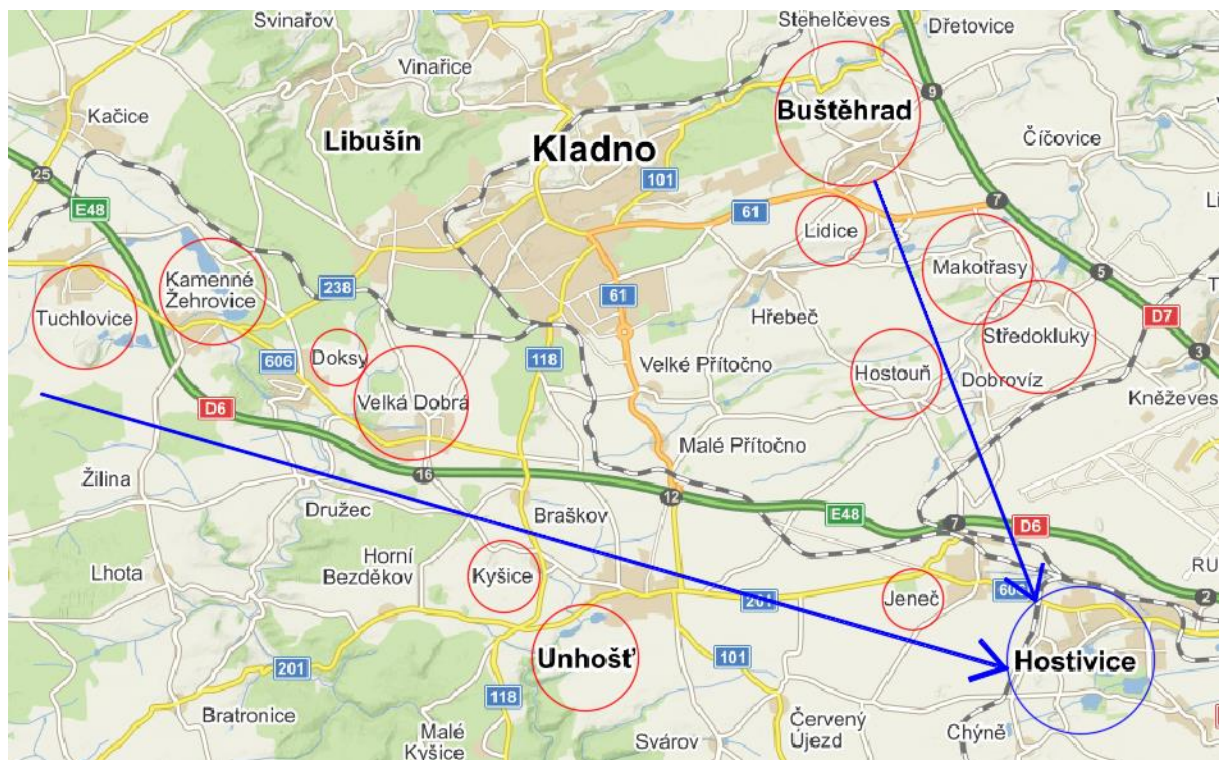 Svinařov
Stehelčeves
Dřetovice
Vinařice
Kačice
Buštěhrad
9
Libušín
Kladno
Číčovice
25
101
E48
61
7
Lidice
Makotřasy
5
Kamenné
Žehrovice
238
61
Tuchlovice
Hřebeč
D7
Středokluky
606
Doksy
118
Velké Přítočno
Hostouň
3
Dobrovíz
Kněževes
D6
Velká Dobrá
Malé Přítočno
Žilina
16
12
Družec
Braškov
E48
7
D6
Horní
Bezděkov
Lhota
Kyšice
RU
201
Jeneč
2
Unhošť
101
Hostivice
201
118
Bratronice
Malé
Kyšice
Svárov
Červený
Újezd
Chýně